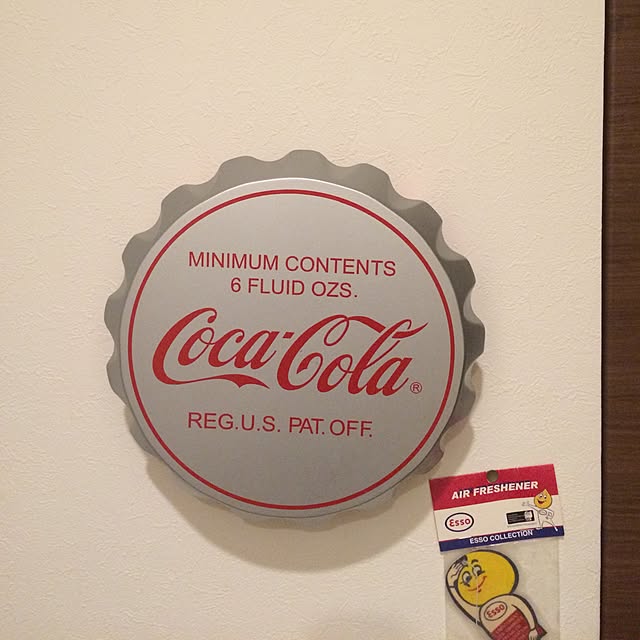 MINIMUM CONTENTS
6 FLUID OZS.
Coca-Cola ®
REG.U.S. PAT. OFF.
AIR FRESHENER
Esso
ESSO COLLECTION
Esso